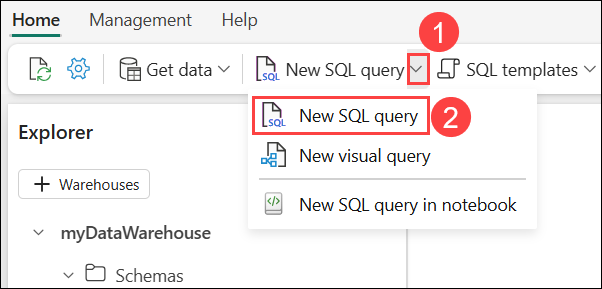 Home Management Help
1
Get data New SQL query SQL templates
SQL New SQL query 2
Explorer
New visual query
+ Warehouses
New SQL query in notebook
myDataWarehouse
Schemas